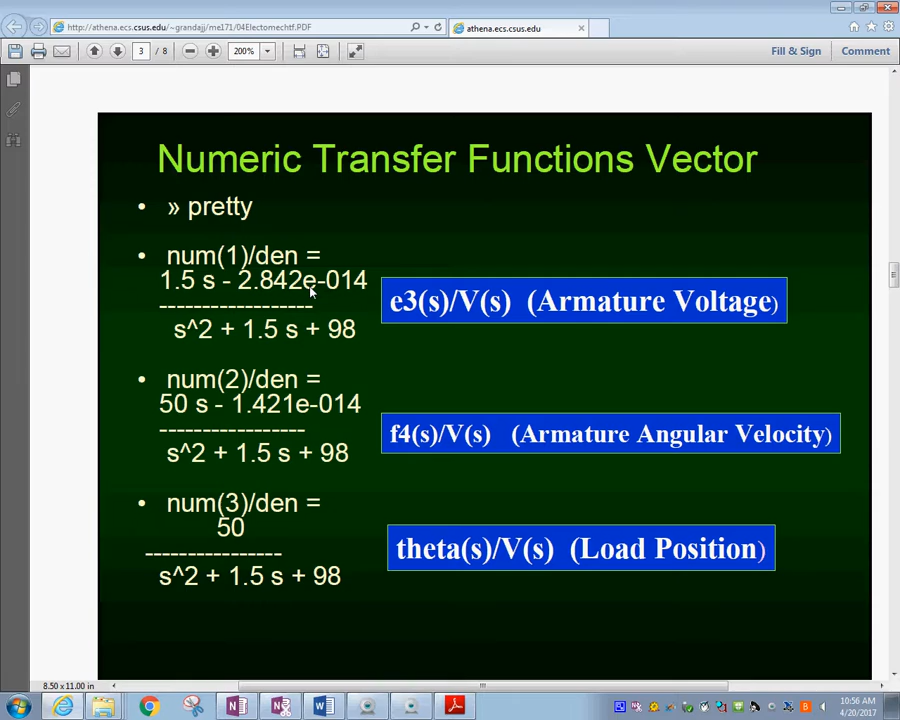 http://athena.ecs.csus.edu/~grandajj/me171/04Electomechtf.PDF
athena.ecs.csus.edu
3 / 8
200%
Fill & Sign
Comment
Numeric Transfer Functions Vector
• » pretty
• num(1)/den =
1.5 s - 2.842e-014
------------------
s^2 + 1.5 s + 98
e3(s)/V(s) (Armature Voltage)
• num(2)/den =
50 s - 1.421e-014
-----------------
s^2 + 1.5 s + 98
f4(s)/V(s) (Armature Angular Velocity)
• num(3)/den =
50
----------------
s^2 + 1.5 s + 98
theta(s)/V(s) (Load Position)
8.50 x 11.00 in
10:56 AM
4/20/2017